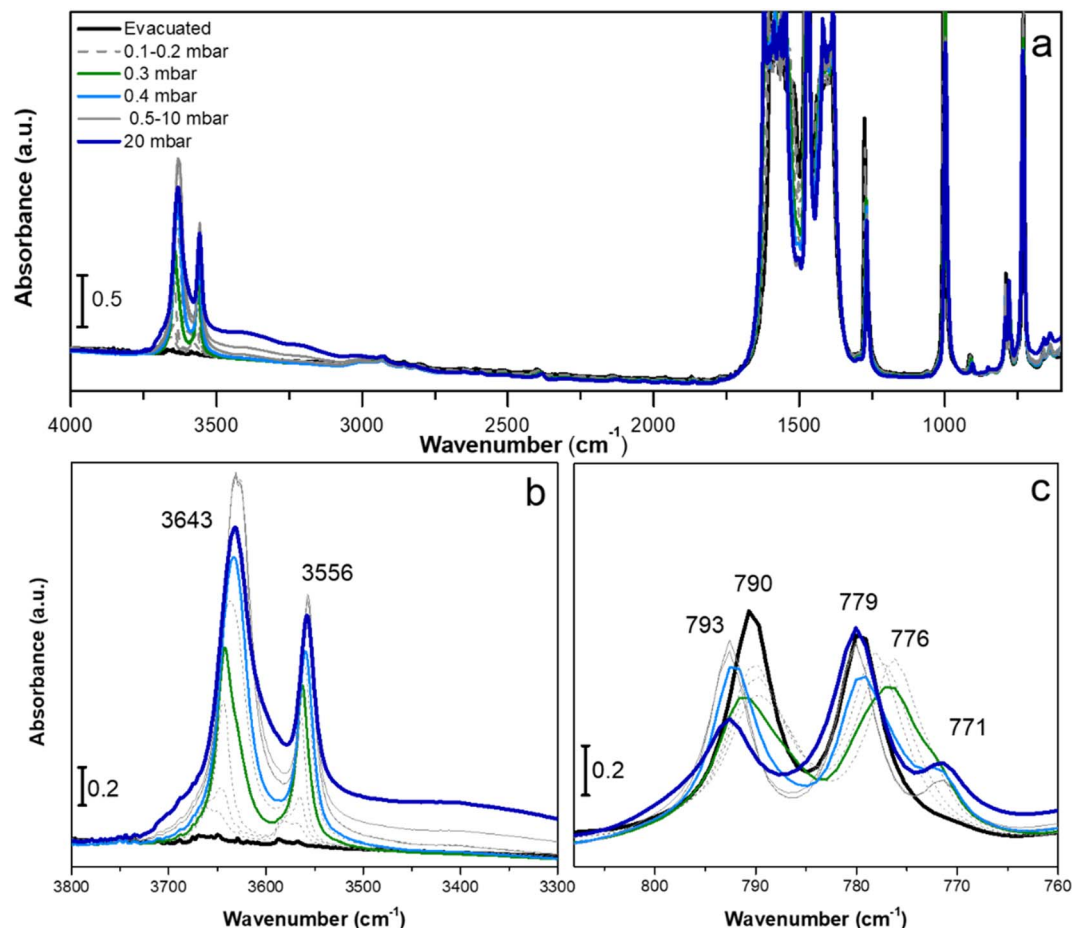 Evacuated
0.1-0.2 mbar
0.3 mbar
0.4 mbar
0.5-10 mbar
20 mbar
a
Absorbance (a.u.)
0.5
4000 3500 3000 2500 2000 1500 1000
Wavenumber (cm-1)
b
3643
3556
Absorbance (a.u.)
0.2
3800 3700 3600 3500 3400 3300
Wavenumber (cm-1)
c
790
793
779
776
771
0.2
800 790 780 770 760
Wavenumber (cm-1)